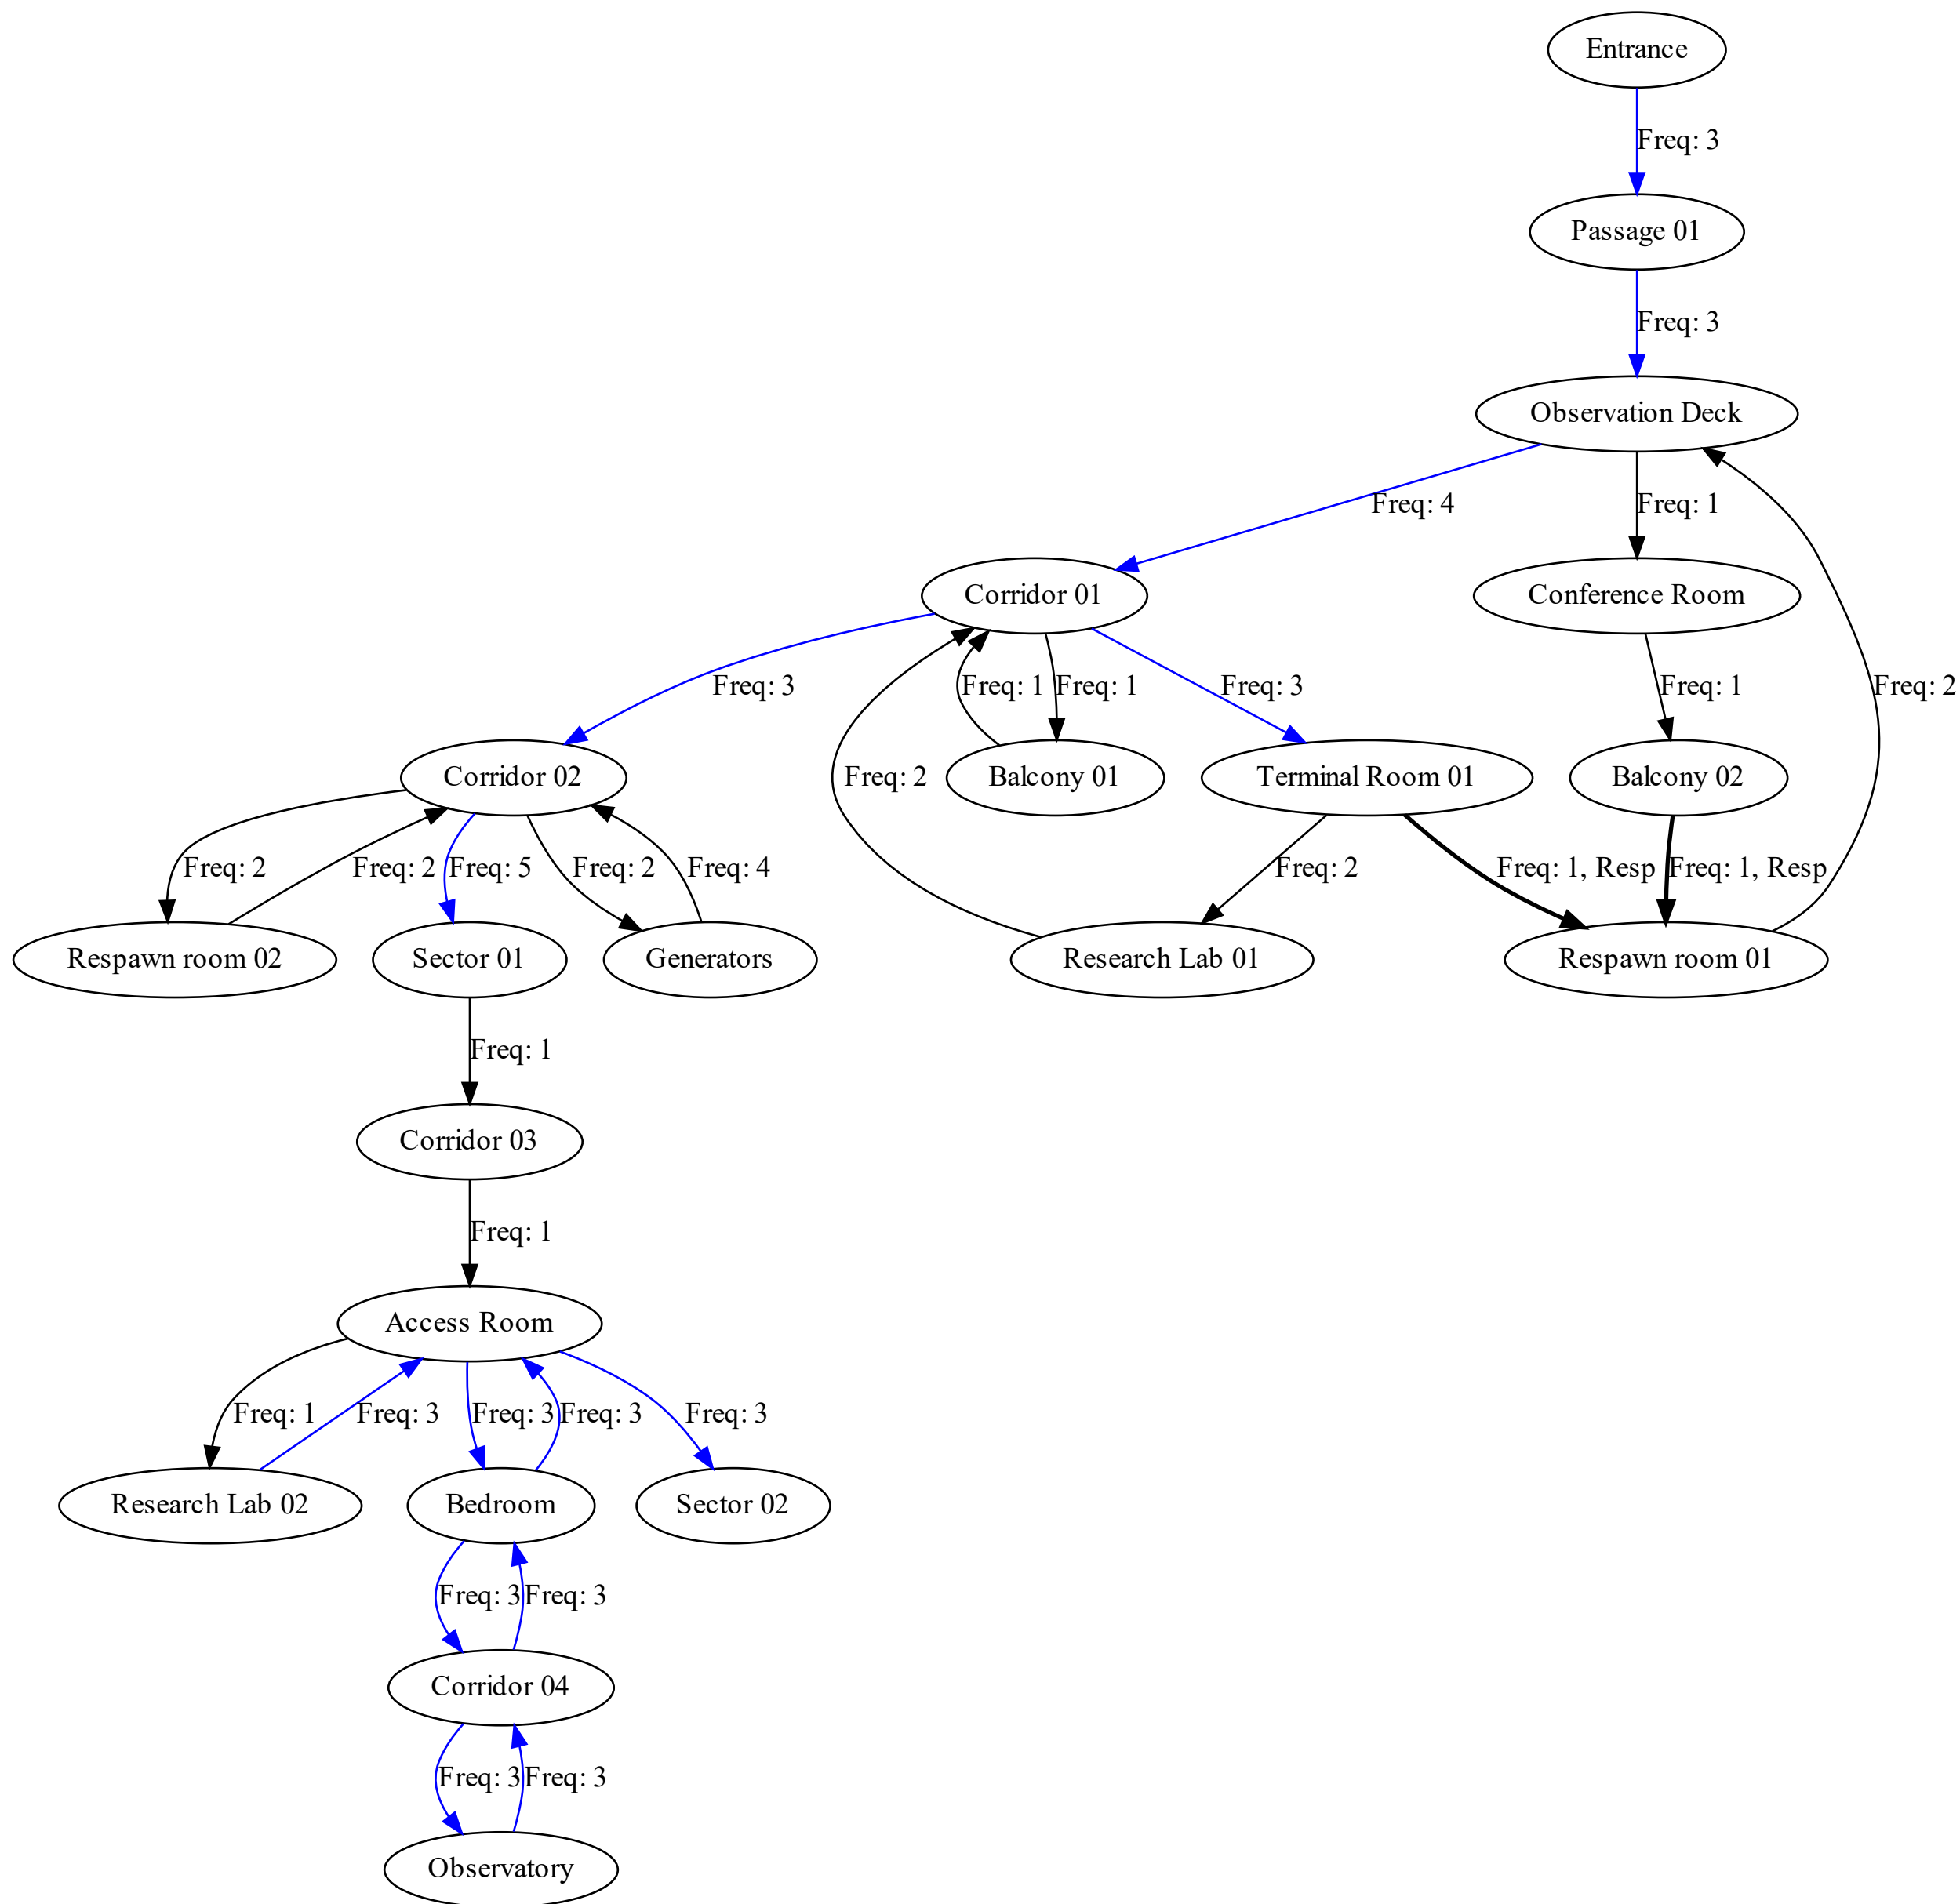 Entrance
Freq: 3
Passage 01
Freq: 3
Observation Deck
Freq: 4
Freq: 1
Corridor 01
Conference Room
Freq: 3
Freq: 1
Freq: 1
Freq: 3
Freq: 1
Freq: 2
Corridor 02
Freq: 2
Balcony 01
Terminal Room 01
Balcony 02
Freq: 2
Freq: 2
Freq: 5
Freq: 2
Freq: 4
Freq: 2
Freq: 1, Resp
Freq: 1, Resp
Respawn room 02
Sector 01
Generators
Research Lab 01
Respawn room 01
Freq: 1
Corridor 03
Freq: 1
Access Room
Freq: 1
Freq: 3
Freq: 3
Freq: 3
Freq: 3
Research Lab 02
Bedroom
Sector 02
Freq: 3
Freq: 3
Corridor 04
Freq: 3
Freq: 3
Observatory